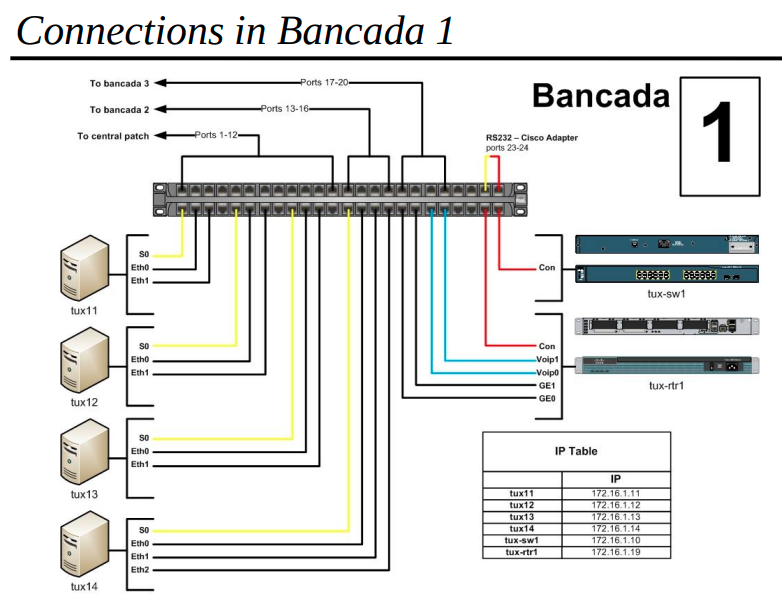 Connections in Bancada 1
To bancada 3
Ports 17-20
To bancada 2
Ports 13-16
To central patch
Ports 1-12
Bancada
1
RS232 – Cisco Adapter
ports 23-24
S0
Eth0
Eth1
tux11
S0
Eth0
Eth1
tux12
S0
Eth0
Eth1
tux13
S0
Eth0
Eth1
Eth2
tux14
Con
tux-sw1
Con
Voip1
Voip0
GE1
GE0
tux-rtr1
IP Table
IP
tux11 172.16.1.11
tux12 172.16.1.12
tux13 172.16.1.13
tux14 172.16.1.14
tux-sw1 172.16.1.10
tux-rtr1 172.16.1.19